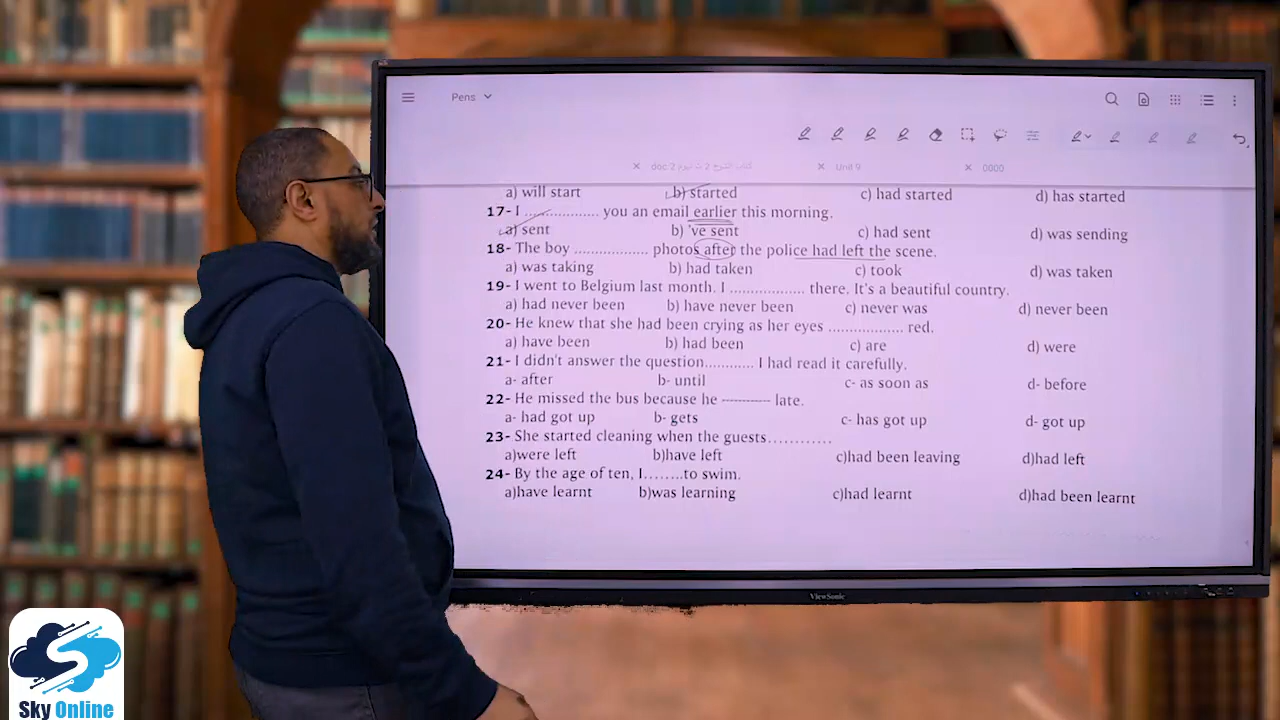 Pens
doc 2
Unit 9
0000
a) will start b) started c) had started d) has started
17- I ................. you an email earlier this morning.
a) sent b) 've sent c) had sent d) was sending
18- The boy ................. photos after the police had left the scene.
a) was taking b) had taken c) took d) was taken
19- I went to Belgium last month. I ................. there. It's a beautiful country.
a) had never been b) have never been c) never was d) never been
20- He knew that she had been crying as her eyes ................. red.
a) have been b) had been c) are d) were
21- I didn't answer the question............ I had read it carefully.
a- after b- until c- as soon as d- before
22- He missed the bus because he ----------- late.
a- had got up b- gets c- has got up d- got up
23- She started cleaning when the guests............
a)were left b)have left c)had been leaving d)had left
24- By the age of ten, I........to swim.
a)have learnt b)was learning c)had learnt d)had been learnt
ViewSonic
S
Sky Online